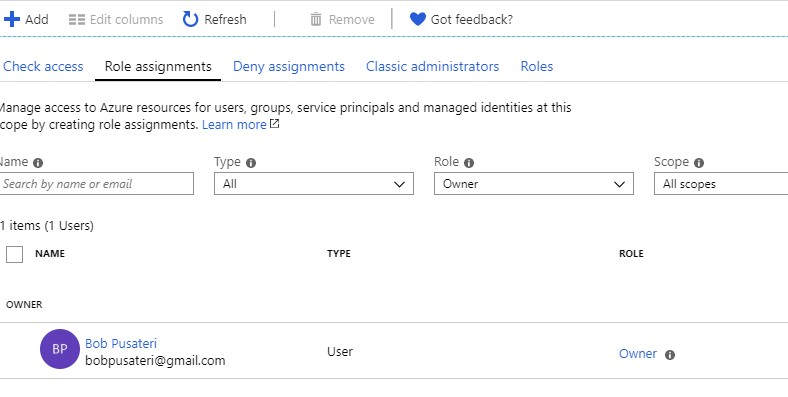 Add Edit columns Refresh Remove Got feedback?
Check access Role assignments Deny assignments Classic administrators Roles
Manage access to Azure resources for users, groups, service principals and managed identities at this
scope by creating role assignments. Learn more
Name Type Role Scope
Search by name or email All Owner All scopes
1 items (1 Users)
NAME TYPE ROLE
OWNER
BP Bob Pusateri
bobpusateri@gmail.com User Owner